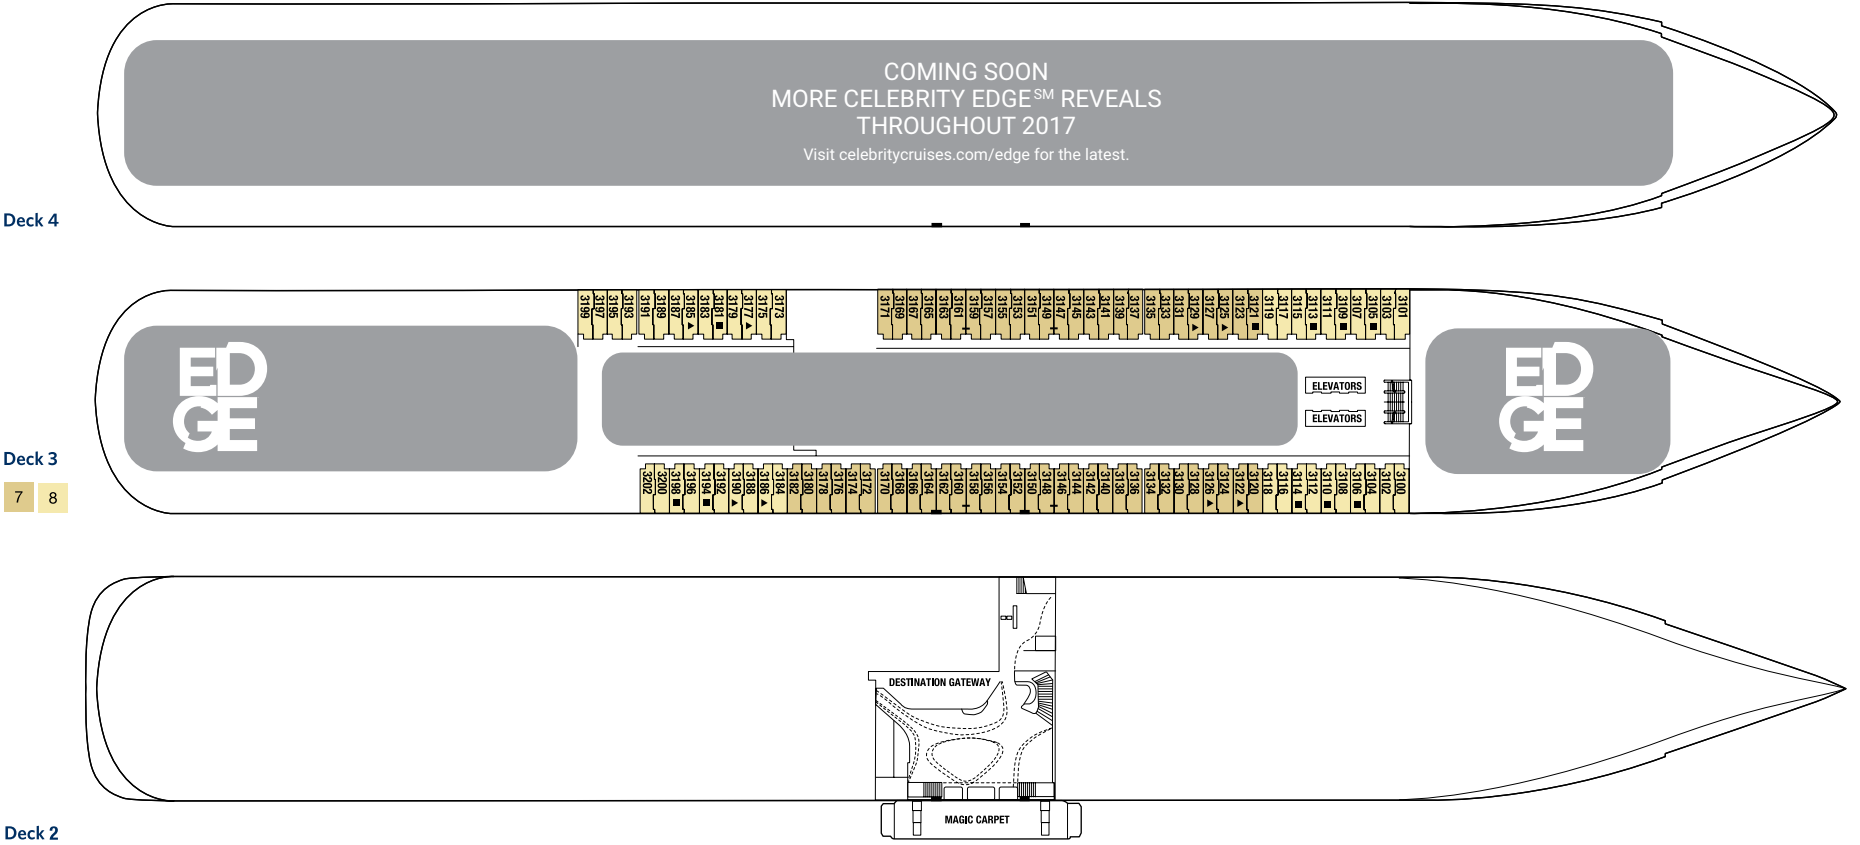 COMING SOON
MORE CELEBRITY EDGE℠ REVEALS
THROUGHOUT 2017
Visit celebritycruises.com/edge for the latest.
Deck 4
3199 3197 3195 3193 3191 3189 3187 3185 3183 3181 3179 3177 3175 3173
3171 3169 3167 3165 3163 3161 3159 3157 3155 3153 3151 3149 3147 3145 3143 3141 3139 3137 3135 3133 3131 3129 3127 3125 3123 3121 3119 3117 3115 3113 3111 3109 3107 3105 3103 3101
ED
GE
ED
GE
ELEVATORS
ELEVATORS
Deck 3
7 8
3202 3200 3198 3196 3194 3192 3190 3188 3186 3184 3182 3180 3178 3176 3174 3172 3170 3168 3166 3164 3162 3160 3158 3156 3154 3152 3150 3148 3146 3144 3142 3140 3138 3136 3134 3132 3130 3128 3126 3124 3122 3120 3118 3116 3114 3112 3110 3108 3106 3104 3102 3100
DESTINATION GATEWAY
MAGIC CARPET
Deck 2